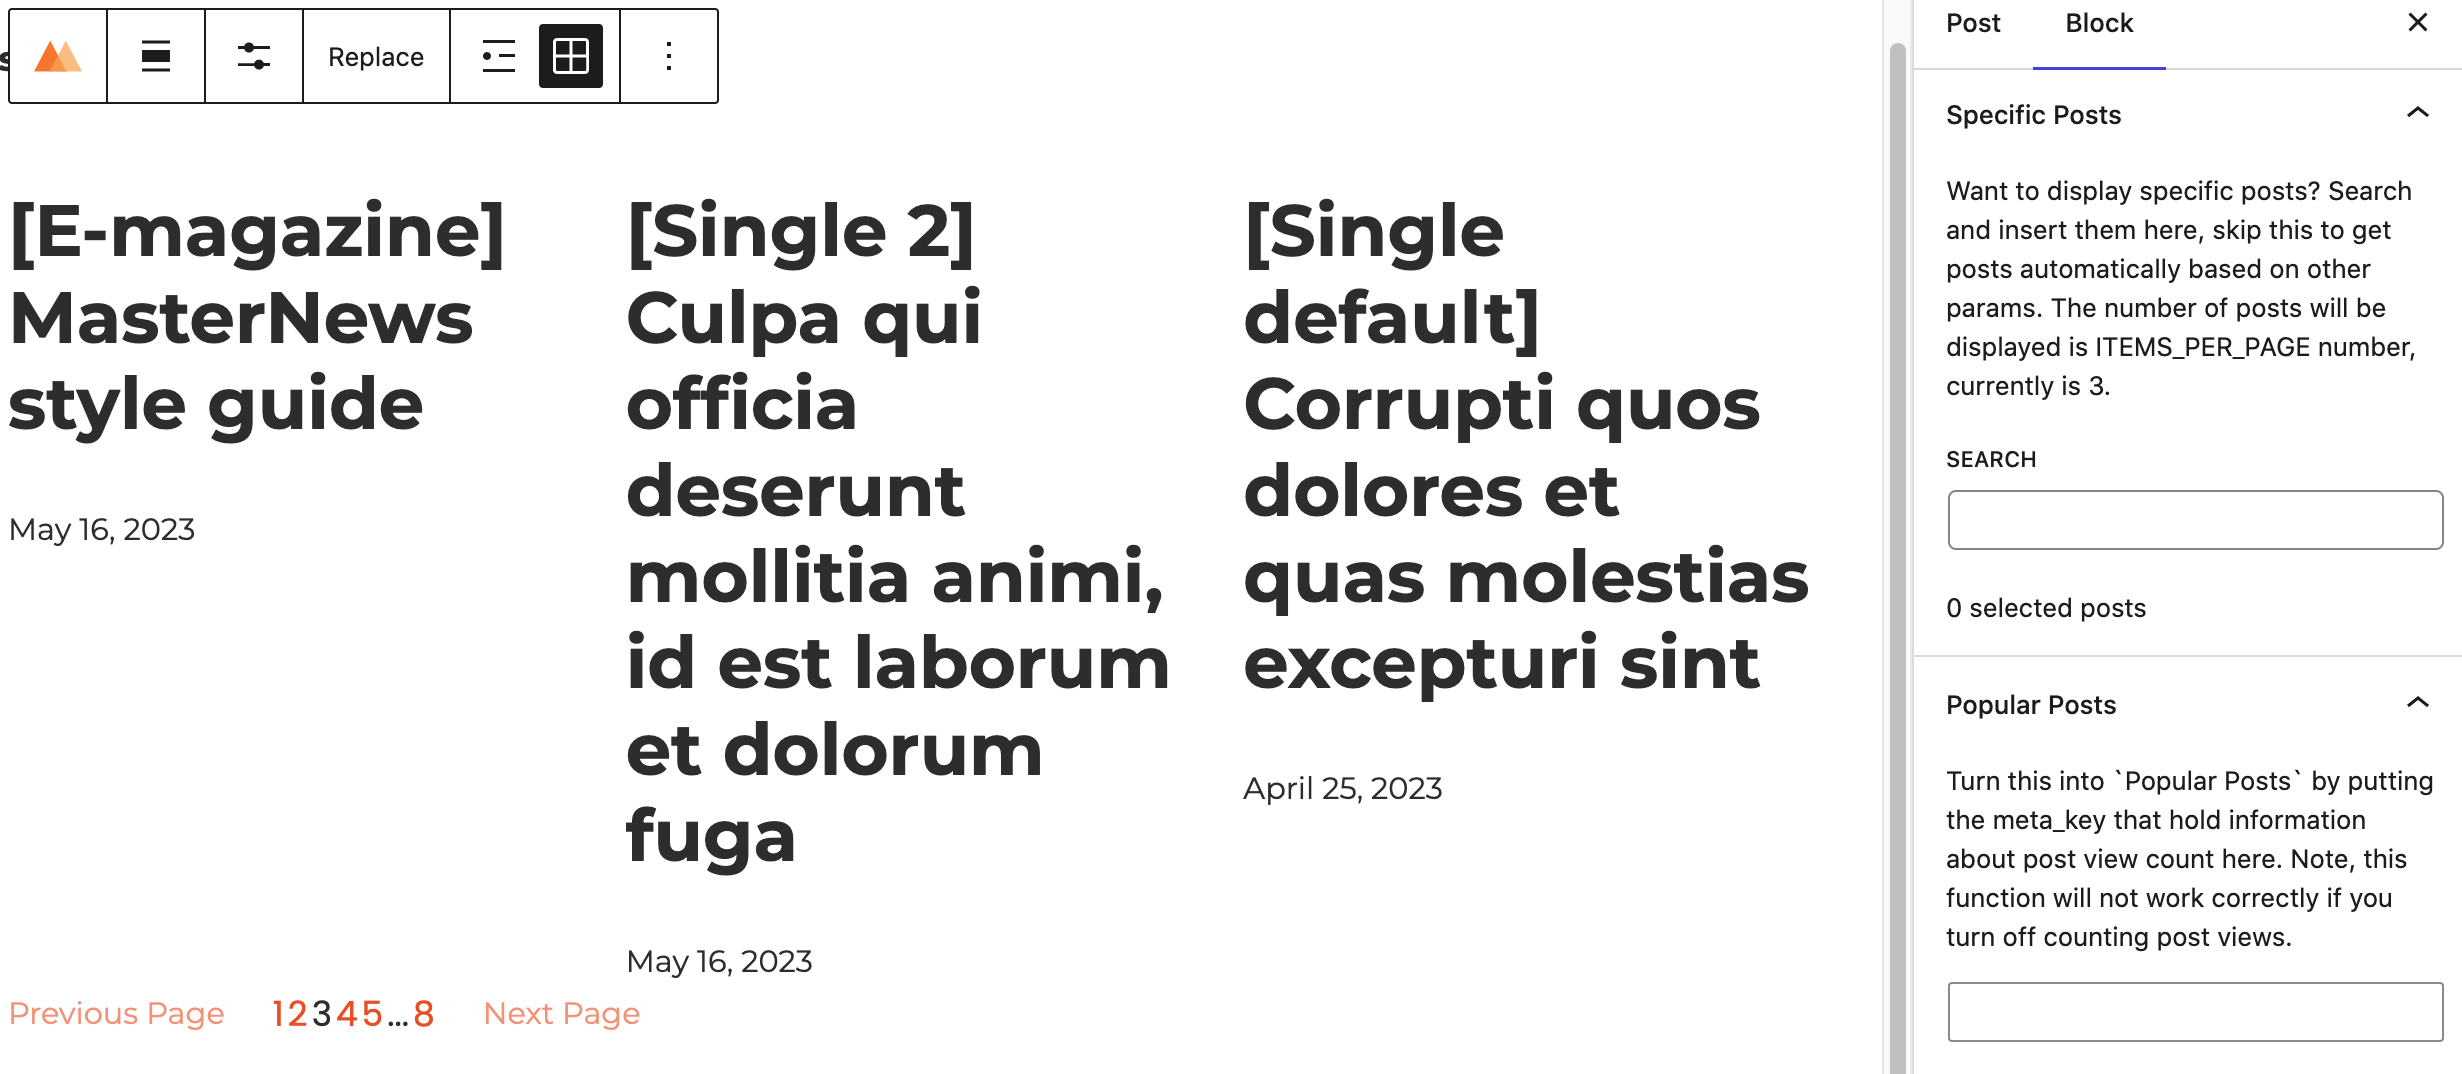 s
Replace
[E-magazine]
MasterNews
style guide
May 16, 2023
[Single 2]
Culpa qui
officia
deserunt
mollitia animi,
id est laborum
et dolorum
fuga
May 16, 2023
[Single
default]
Corrupti quos
dolores et
quas molestias
excepturi sint
April 25, 2023
Previous Page 1 2 3 4 5 ... 8 Next Page
Post Block
Specific Posts
Want to display specific posts? Search
and insert them here, skip this to get
posts automatically based on other
params. The number of posts will be
displayed is ITEMS_PER_PAGE number,
currently is 3.
SEARCH
0 selected posts
Popular Posts
Turn this into `Popular Posts` by putting
the meta_key that hold information
about post view count here. Note, this
function will not work correctly if you
turn off counting post views.